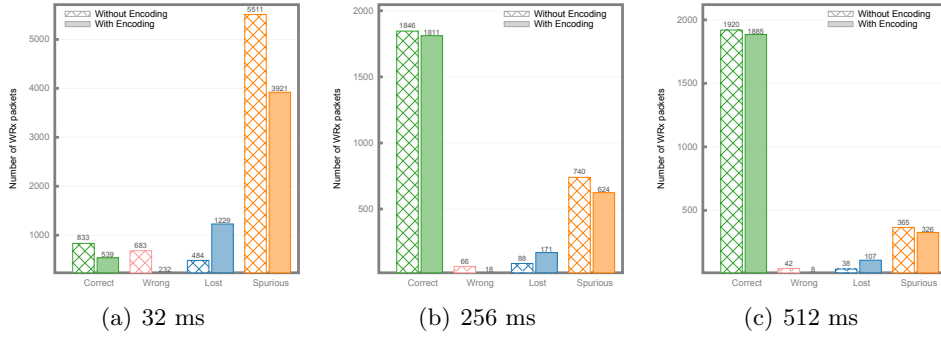 Without Encoding
With Encoding
Number of WRx packets
5000
4000
3000
2000
1000
833
539
683
232
484
1229
5511
3921
Correct Wrong Lost Spurious
(a) 32 ms
Without Encoding
With Encoding
Number of WRx packets
2000
1500
1000
500
1846
1811
66
18
88
171
740
624
Correct Wrong Lost Spurious
(b) 256 ms
Without Encoding
With Encoding
Number of WRx packets
2000
1500
1000
500
1920
1885
42
8
38
107
365
326
Correct Wrong Lost Spurious
(c) 512 ms